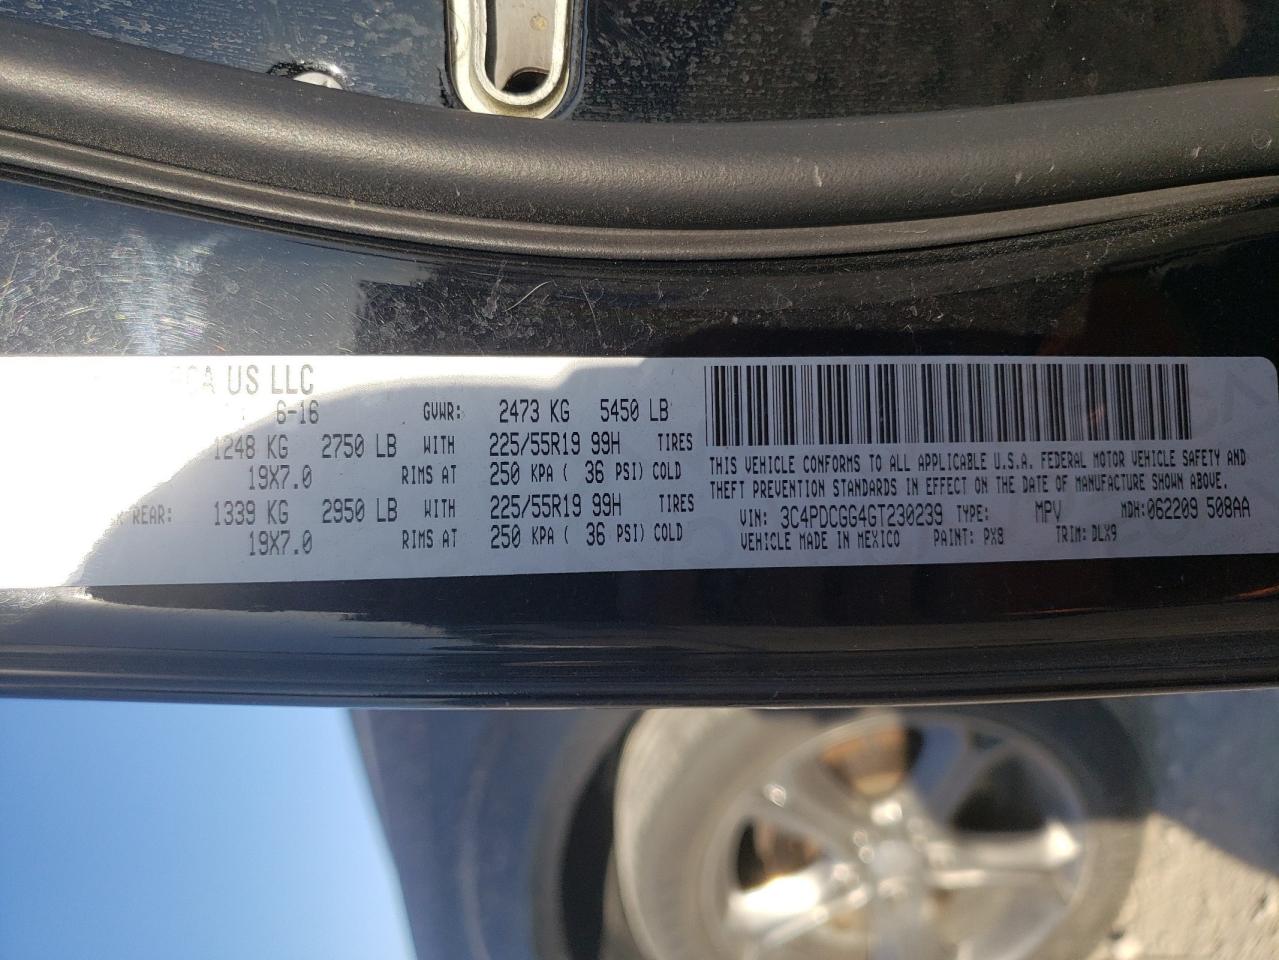 FCA US LLC
6-16 GVWR: 2473 KG 5450 LB
1248 KG 2750 LB WITH 225/55R19 99H TIRES
19X7.0 RIMS AT 250 KPA ( 36 PSI) COLD
REAR: 1339 KG 2950 LB WITH 225/55R19 99H TIRES
19X7.0 RIMS AT 250 KPA ( 36 PSI) COLD
THIS VEHICLE CONFORMS TO ALL APPLICABLE U.S.A. FEDERAL MOTOR VEHICLE SAFETY AND
THEFT PREVENTION STANDARDS IN EFFECT ON THE DATE OF MANUFACTURE SHOWN ABOVE.
VIN: 3C4PDCGG4GT230239 TYPE: MPV MDH: 062209 508AA
VEHICLE MADE IN MEXICO PAINT: PX8 TRIM: DLX9